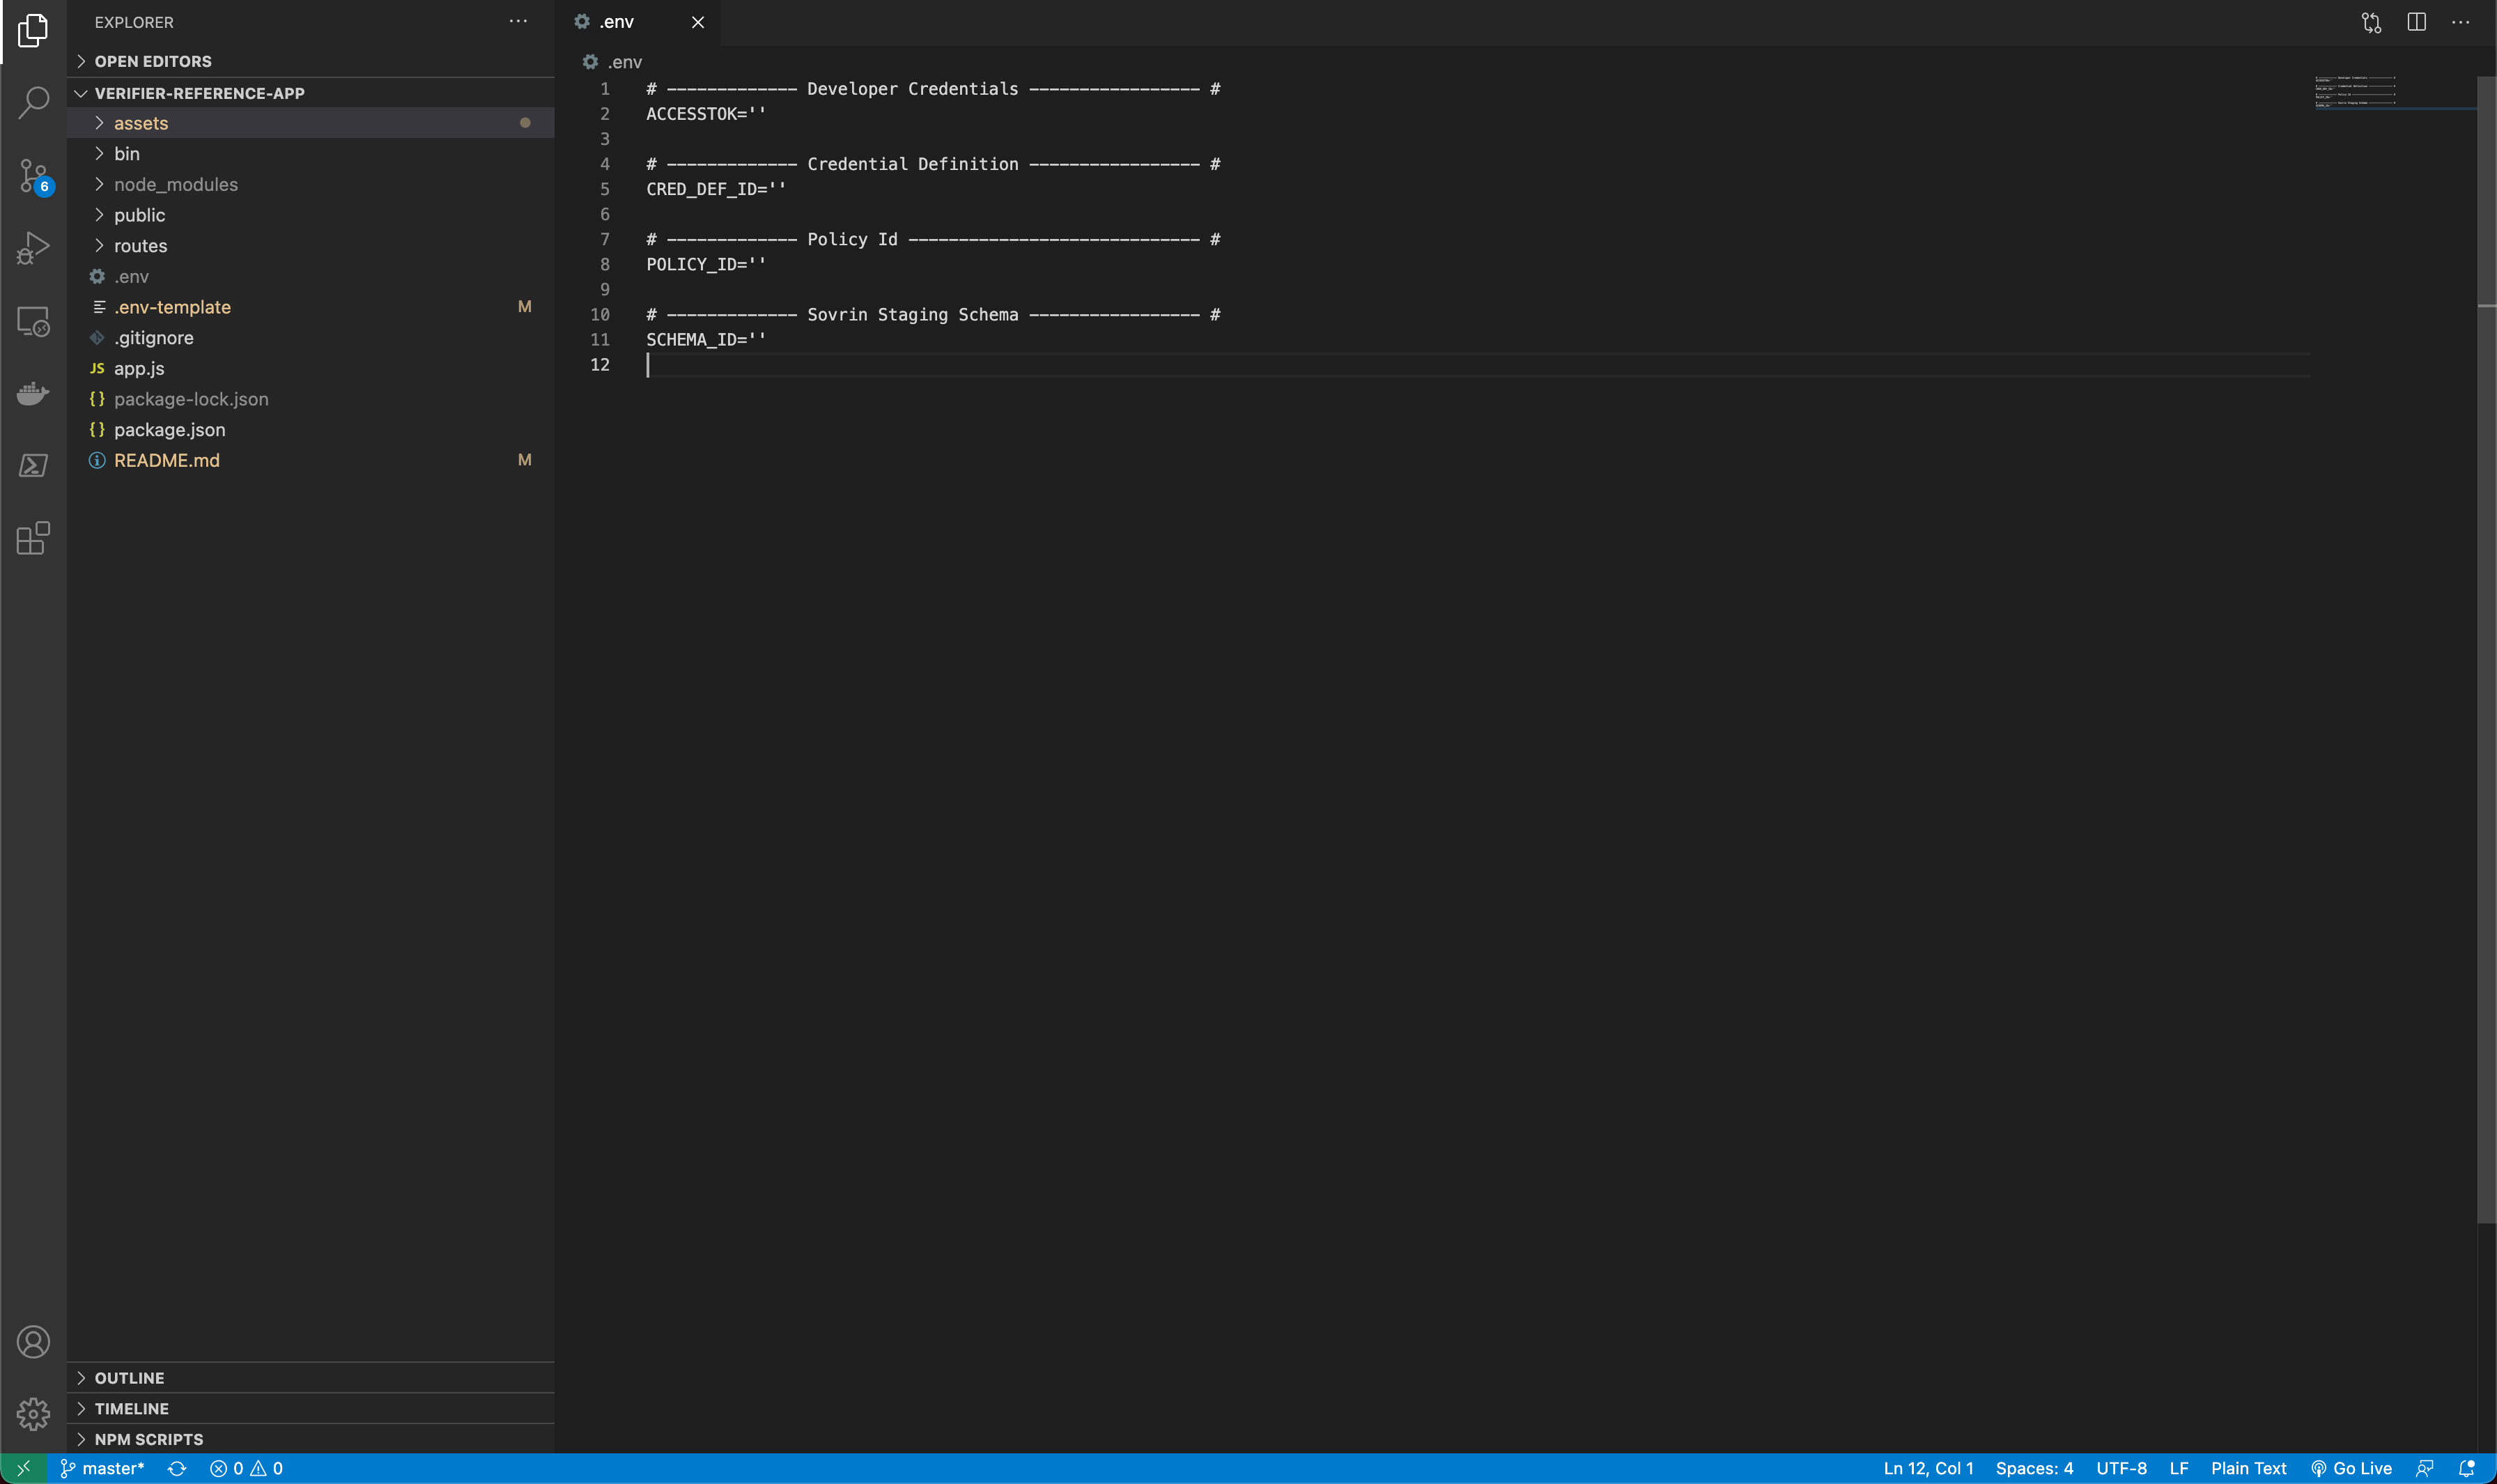 EXPLORER
OPEN EDITORS
VERIFIER-REFERENCE-APP
assets
bin
node_modules
public
routes
.env
.env-template M
.gitignore
JS app.js
{} package-lock.json
{} package.json
README.md M
OUTLINE
TIMELINE
NPM SCRIPTS
6
.env
.env
1 # ------------- Developer Credentials ----------------- #
2 ACCESSTOK=''
3
4 # ------------- Credential Definition ----------------- #
5 CRED_DEF_ID=''
6
7 # ------------- Policy Id ----------------------------- #
8 POLICY_ID=''
9
10 # ------------- Sovrin Staging Schema ----------------- #
11 SCHEMA_ID=''
12
master* 0 0 Ln 12, Col 1 Spaces: 4 UTF-8 LF Plain Text Go Live